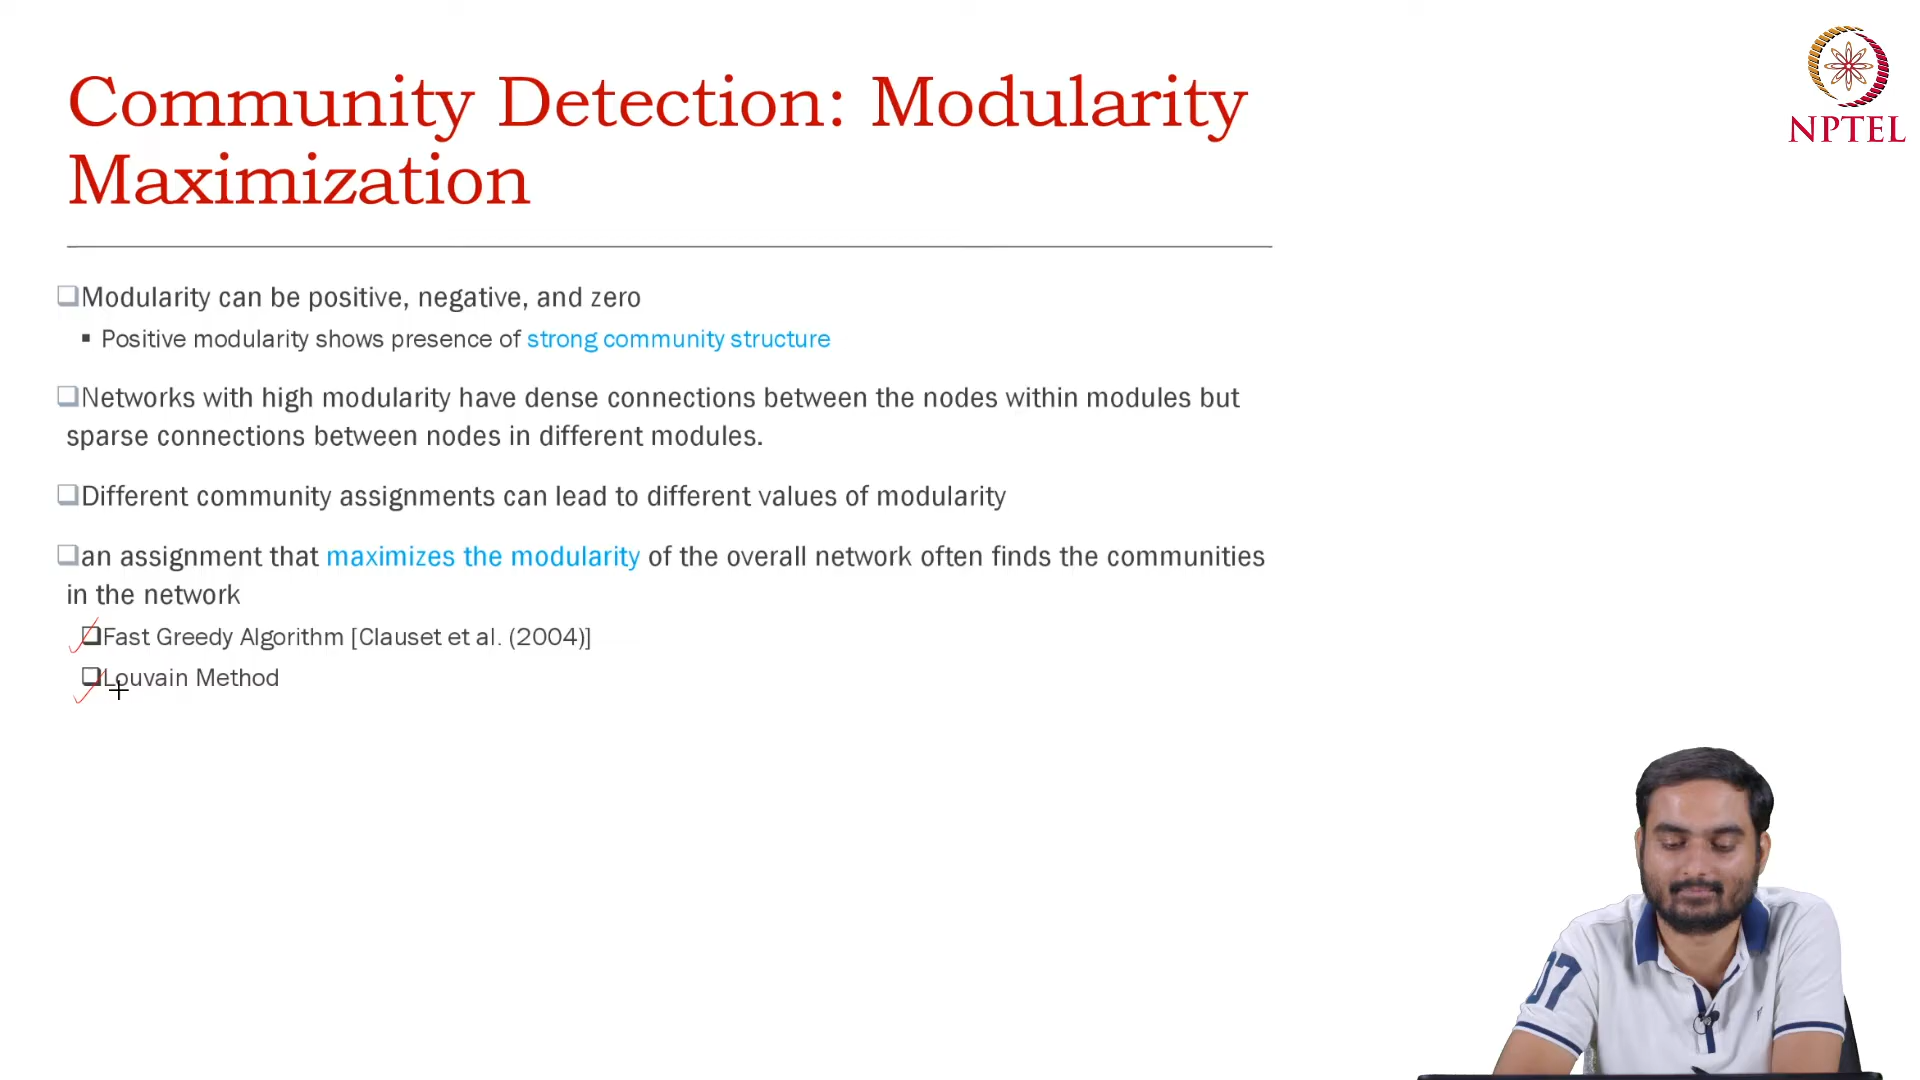 Community Detection: Modularity
Maximization
NPTEL
Modularity can be positive, negative, and zero
Positive modularity shows presence of strong community structure
Networks with high modularity have dense connections between the nodes within modules but
sparse connections between nodes in different modules.
Different community assignments can lead to different values of modularity
an assignment that maximizes the modularity of the overall network often finds the communities
in the network
Fast Greedy Algorithm [Clauset et al. (2004)]
Louvain Method
07